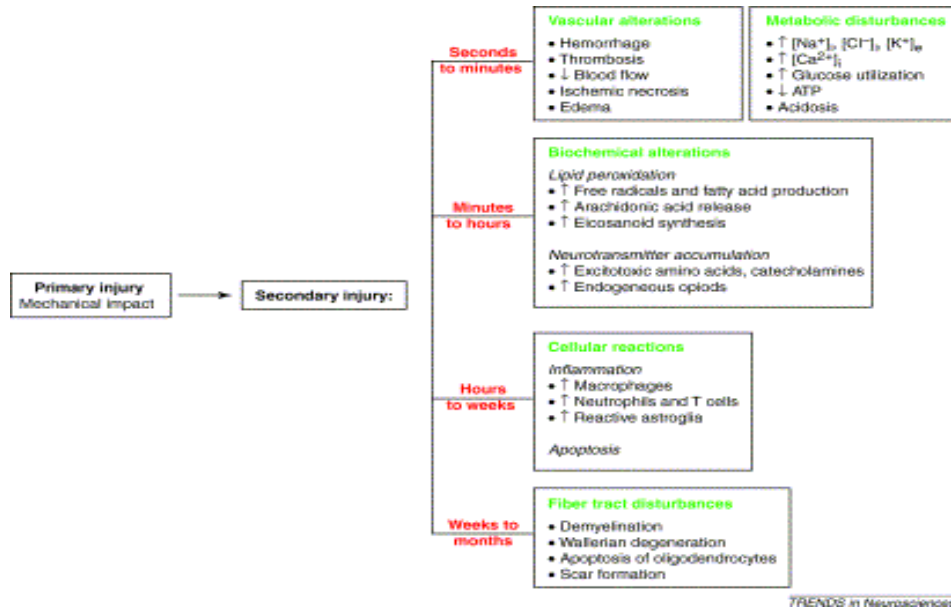 Vascular alterations
• Hemorrhage
• Thrombosis
• ↓ Blood flow
• Ischemic necrosis
• Edema
Metabolic disturbances
• ↑ [Na⁺]ᵢ, [Cl⁻]ᵢ, [K⁺]ₑ
• ↑ [Ca²⁺]ᵢ
• ↑ Glucose utilization
• ↓ ATP
• Acidosis
Seconds
to minutes
Biochemical alterations
Lipid peroxidation
• ↑ Free radicals and fatty acid production
• ↑ Arachidonic acid release
• ↑ Eicosanoid synthesis
Neurotransmitter accumulation
• ↑ Excitotoxic amino acids, catecholamines
• ↑ Endogeneous opiods
Minutes
to hours
Primary injury
Mechanical impact
Secondary injury:
Cellular reactions
Inflammation
• ↑ Macrophages
• ↑ Neutrophils and T cells
• ↑ Reactive astroglia
Apoptosis
Hours
to weeks
Fiber tract disturbances
• Demyelination
• Wallerian degeneration
• Apoptosis of oligodendrocytes
• Scar formation
Weeks to
months
TRENDS in Neurosciences